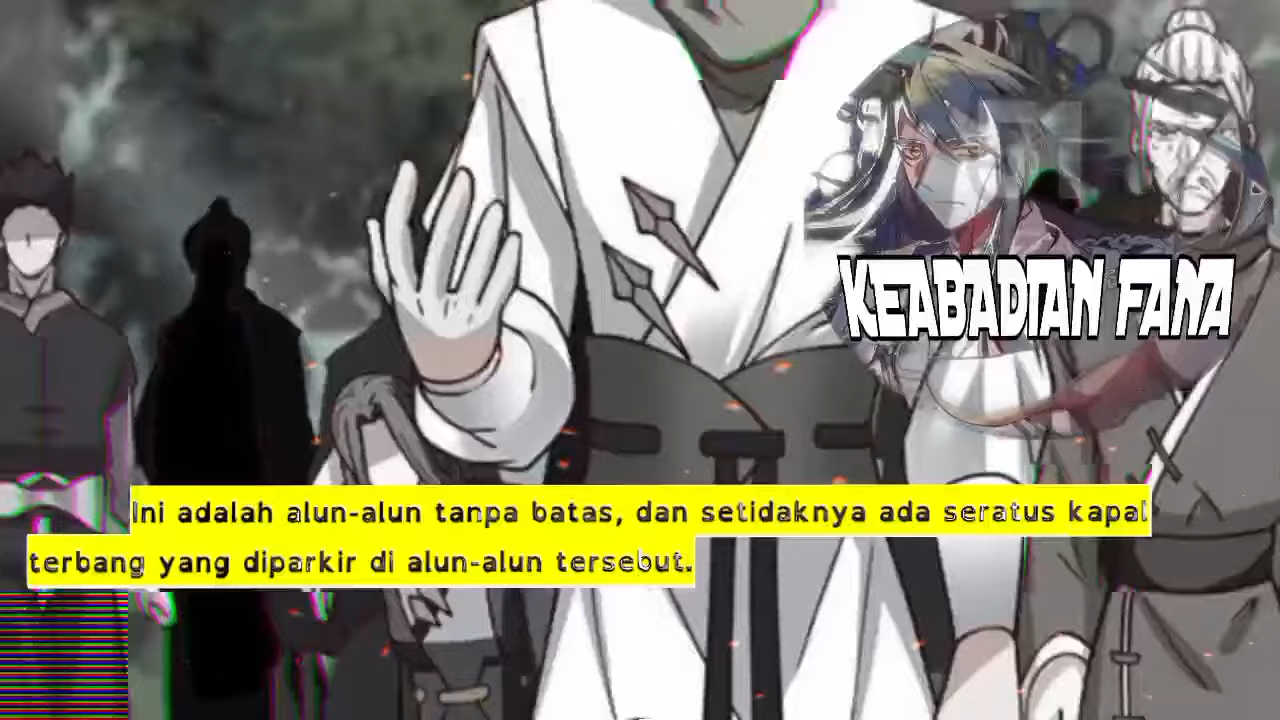 KEABADIAN FANA
Ini adalah alun-alun tanpa batas, dan setidaknya ada seratus kapal
terbang yang diparkir di alun-alun tersebut.